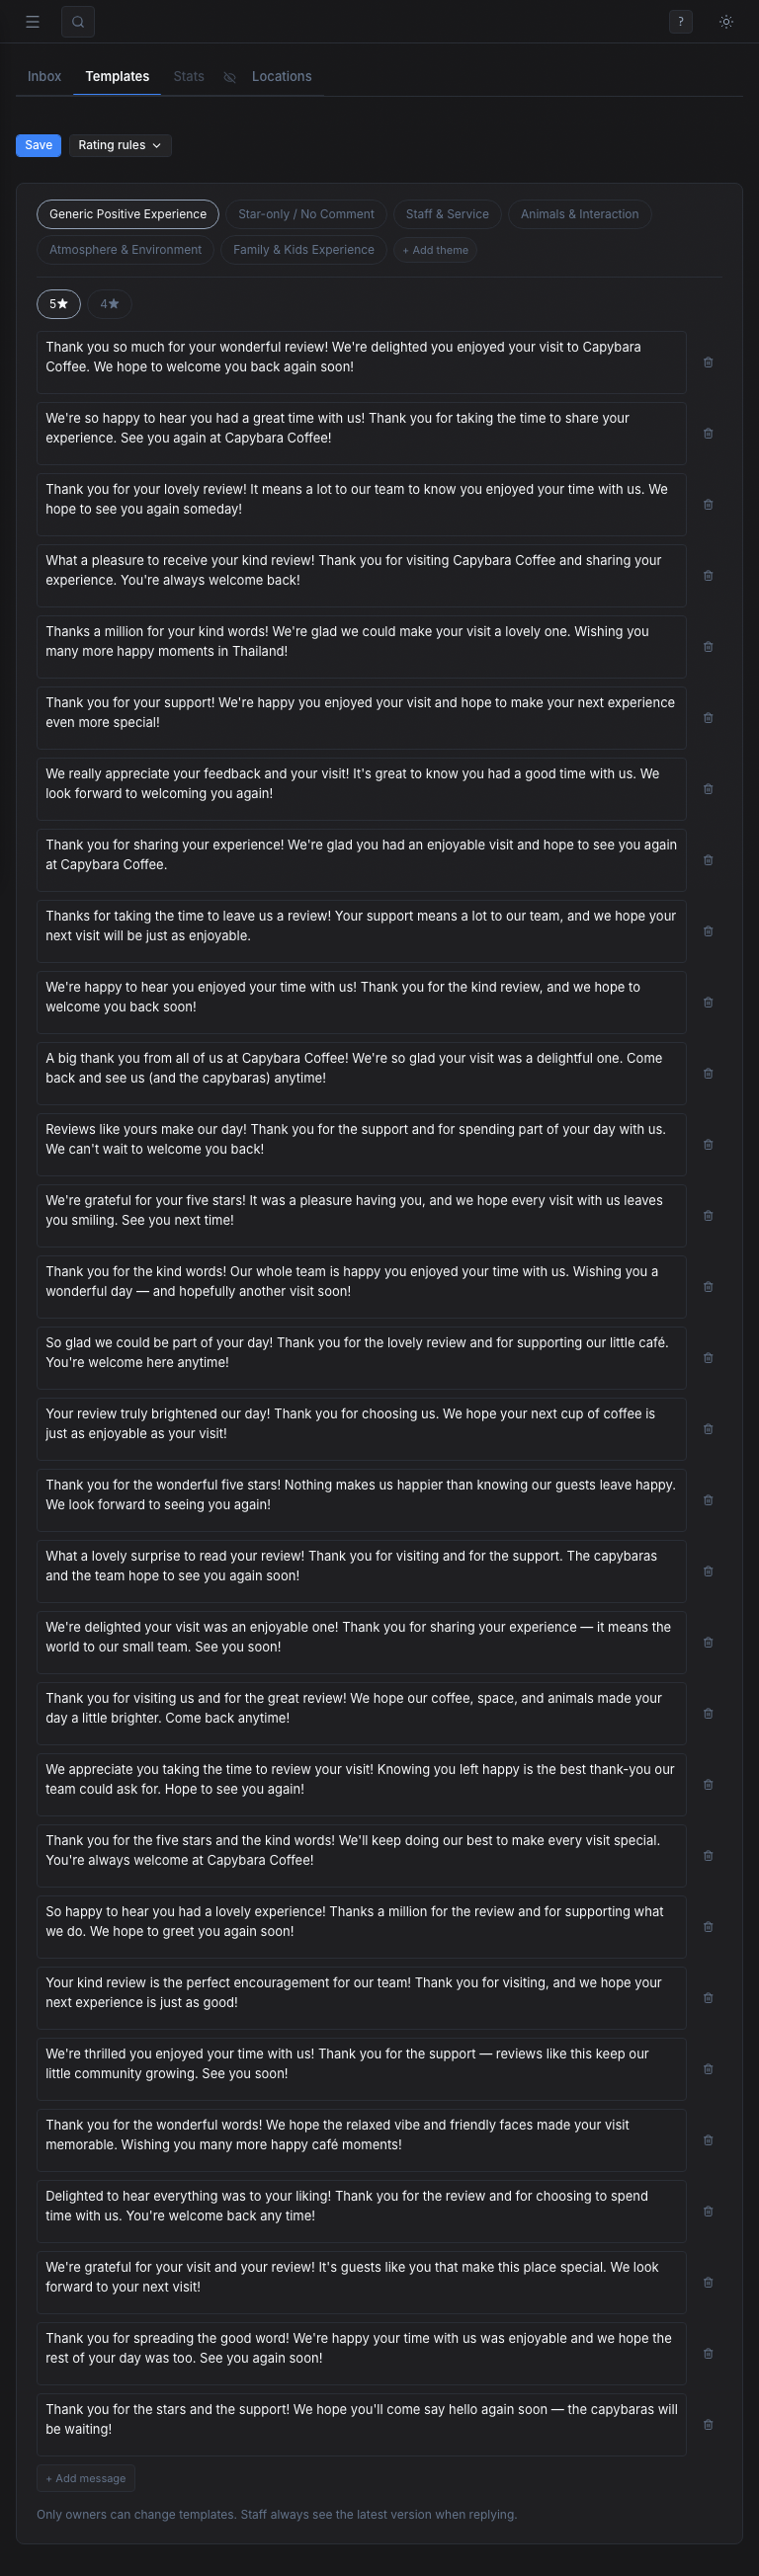 ?
Inbox
Templates
Stats
Locations
Save
Rating rules
Generic Positive Experience
Star-only / No Comment
Staff & Service
Animals & Interaction
Atmosphere & Environment
Family & Kids Experience
+ Add theme
5★
4★
Thank you so much for your wonderful review! We're delighted you enjoyed your visit to Capybara
Coffee. We hope to welcome you back again soon!
We're so happy to hear you had a great time with us! Thank you for taking the time to share your
experience. See you again at Capybara Coffee!
Thank you for your lovely review! It means a lot to our team to know you enjoyed your time with us. We
hope to see you again someday!
What a pleasure to receive your kind review! Thank you for visiting Capybara Coffee and sharing your
experience. You're always welcome back!
Thanks a million for your kind words! We're glad we could make your visit a lovely one. Wishing you
many more happy moments in Thailand!
Thank you for your support! We're happy you enjoyed your visit and hope to make your next experience
even more special!
We really appreciate your feedback and your visit! It's great to know you had a good time with us. We
look forward to welcoming you again!
Thank you for sharing your experience! We're glad you had an enjoyable visit and hope to see you again
at Capybara Coffee.
Thanks for taking the time to leave us a review! Your support means a lot to our team, and we hope your
next visit will be just as enjoyable.
We're happy to hear you enjoyed your time with us! Thank you for the kind review, and we hope to
welcome you back soon!
A big thank you from all of us at Capybara Coffee! We're so glad your visit was a delightful one. Come
back and see us (and the capybaras) anytime!
Reviews like yours make our day! Thank you for the support and for spending part of your day with us.
We can't wait to welcome you back!
We're grateful for your five stars! It was a pleasure having you, and we hope every visit with us leaves
you smiling. See you next time!
Thank you for the kind words! Our whole team is happy you enjoyed your time with us. Wishing you a
wonderful day — and hopefully another visit soon!
So glad we could be part of your day! Thank you for the lovely review and for supporting our little café.
You're welcome here anytime!
Your review truly brightened our day! Thank you for choosing us. We hope your next cup of coffee is
just as enjoyable as your visit!
Thank you for the wonderful five stars! Nothing makes us happier than knowing our guests leave happy.
We look forward to seeing you again!
What a lovely surprise to read your review! Thank you for visiting and for the support. The capybaras
and the team hope to see you again soon!
We're delighted your visit was an enjoyable one! Thank you for sharing your experience — it means the
world to our small team. See you soon!
Thank you for visiting us and for the great review! We hope our coffee, space, and animals made your
day a little brighter. Come back anytime!
We appreciate you taking the time to review your visit! Knowing you left happy is the best thank-you our
team could ask for. Hope to see you again!
Thank you for the five stars and the kind words! We'll keep doing our best to make every visit special.
You're always welcome at Capybara Coffee!
So happy to hear you had a lovely experience! Thanks a million for the review and for supporting what
we do. We hope to greet you again soon!
Your kind review is the perfect encouragement for our team! Thank you for visiting, and we hope your
next experience is just as good!
We're thrilled you enjoyed your time with us! Thank you for the support — reviews like this keep our
little community growing. See you soon!
Thank you for the wonderful words! We hope the relaxed vibe and friendly faces made your visit
memorable. Wishing you many more happy café moments!
Delighted to hear everything was to your liking! Thank you for the review and for choosing to spend
time with us. You're welcome back any time!
We're grateful for your visit and your review! It's guests like you that make this place special. We look
forward to your next visit!
Thank you for spreading the good word! We're happy your time with us was enjoyable and we hope the
rest of your day was too. See you again soon!
Thank you for the stars and the support! We hope you'll come say hello again soon — the capybaras will
be waiting!
+ Add message
Only owners can change templates. Staff always see the latest version when replying.